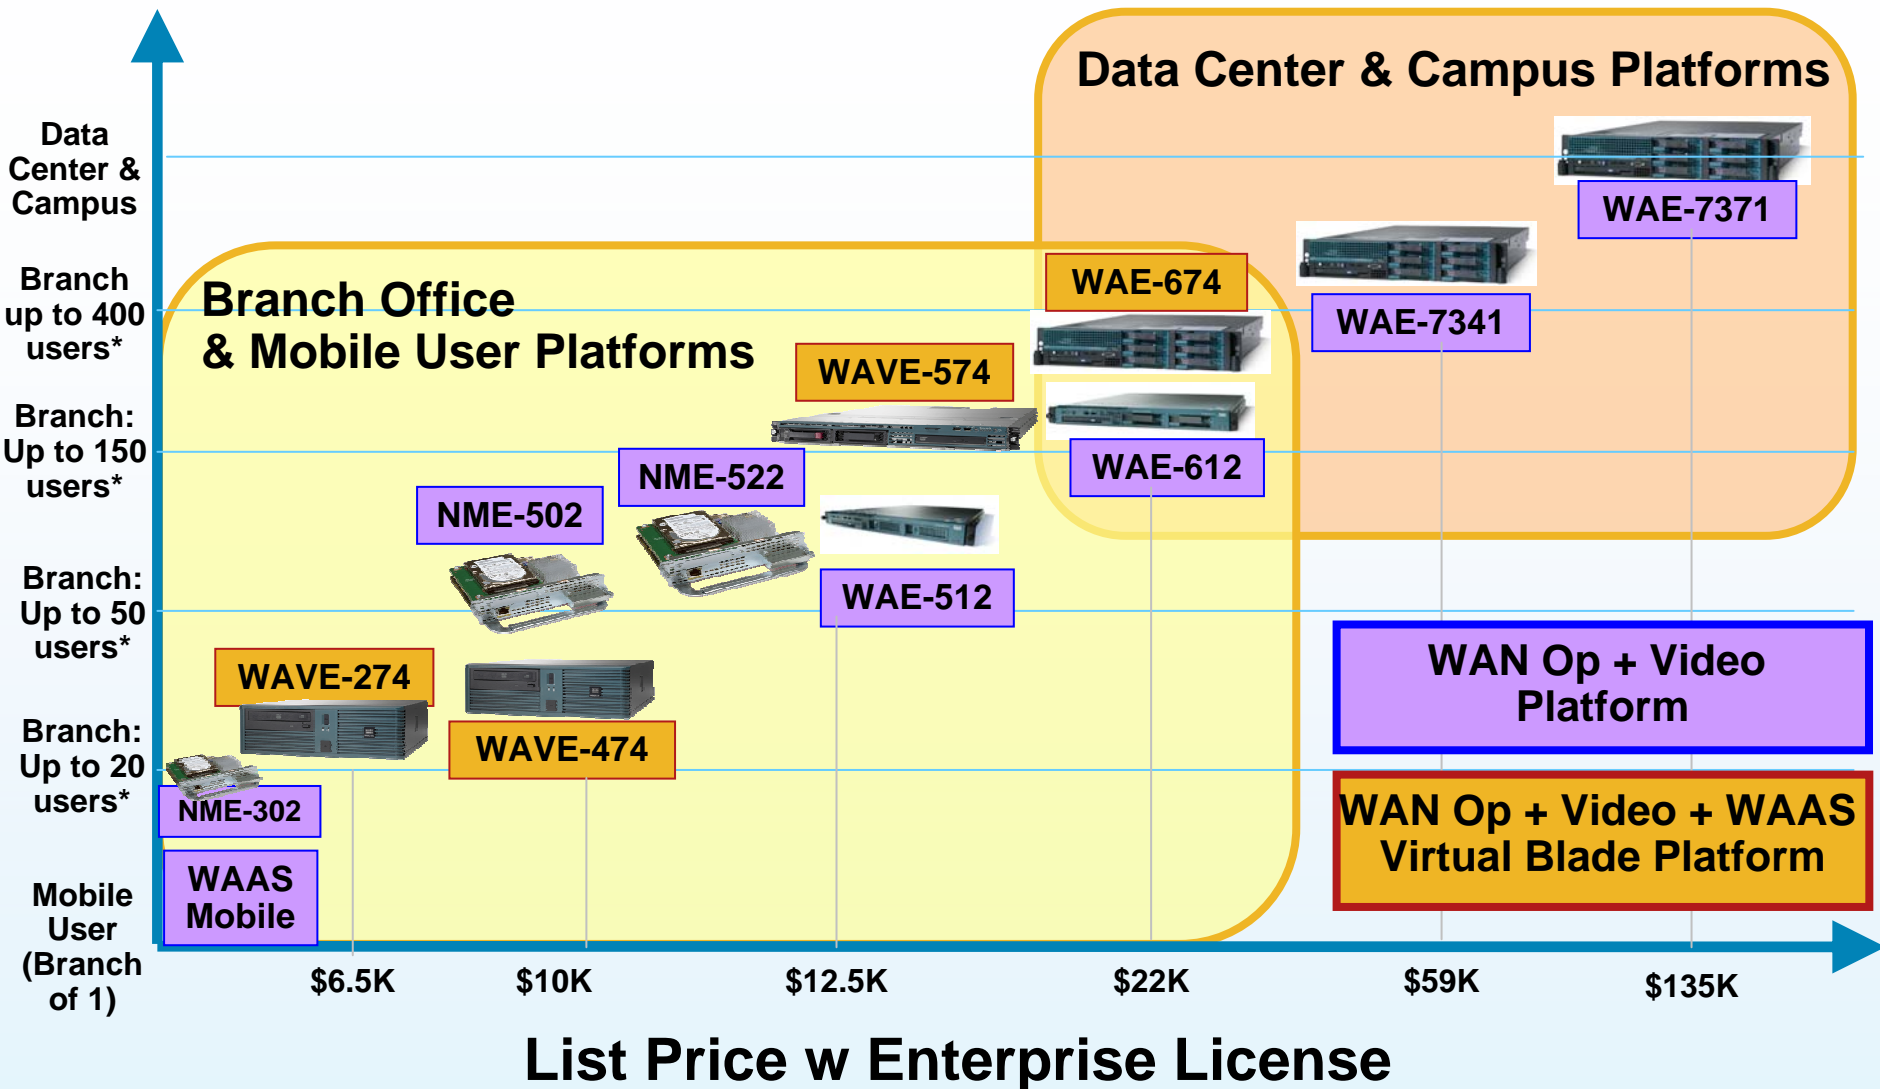 Data Center & Campus Platforms
Data
Center &
Campus
WAE-7371
Branch
up to 400
users*
Branch Office
& Mobile User Platforms
WAE-674
WAE-7341
WAVE-574
Branch:
Up to 150
users*
WAE-612
NME-522
NME-502
WAE-512
Branch:
Up to 50
users*
WAN Op + Video
Platform
WAVE-274
WAVE-474
Branch:
Up to 20
users*
NME-302
WAN Op + Video + WAAS
Virtual Blade Platform
WAAS
Mobile
Mobile
User
(Branch
of 1)
$6.5K
$10K
$12.5K
$22K
$59K
$135K
List Price w Enterprise License